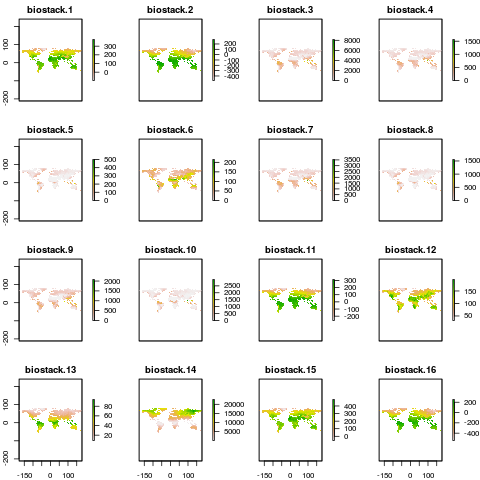 biostack.1 biostack.2 biostack.3 biostack.4
100 0 -200
300 200 100 0
200 100 0 -100 -200 -300 -400
8000 6000 4000 2000 0
1500 1000 500 0
biostack.5 biostack.6 biostack.7 biostack.8
100 0 -200
500 400 300 200 100 0
200 150 100 50 0
3500 3000 2500 2000 1500 1000 500 0
1500 1000 500 0
biostack.9 biostack.10 biostack.11 biostack.12
100 0 -200
2000 1500 1000 500 0
2500 2000 1500 1000 500 0
300 200 100 0 -100 -200
150 100 50
biostack.13 biostack.14 biostack.15 biostack.16
100 0 -200
80 60 40 20
20000 15000 10000 5000
400 300 200 100 0
200 0 -200 -400
-150 0 100 -150 0 100 -150 0 100 -150 0 100